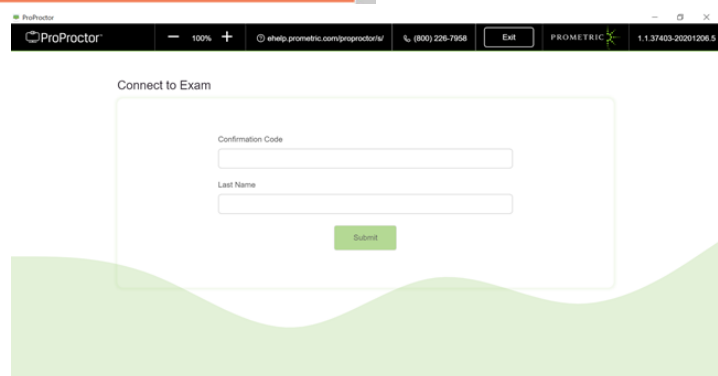 ProProctor
ProProctor
100%
ehelp.prometric.com/proproctor/s/
(800) 226-7958
Exit
PROMETRIC
1.1.37403-20201206.5
Connect to Exam
Confirmation Code
Last Name
Submit